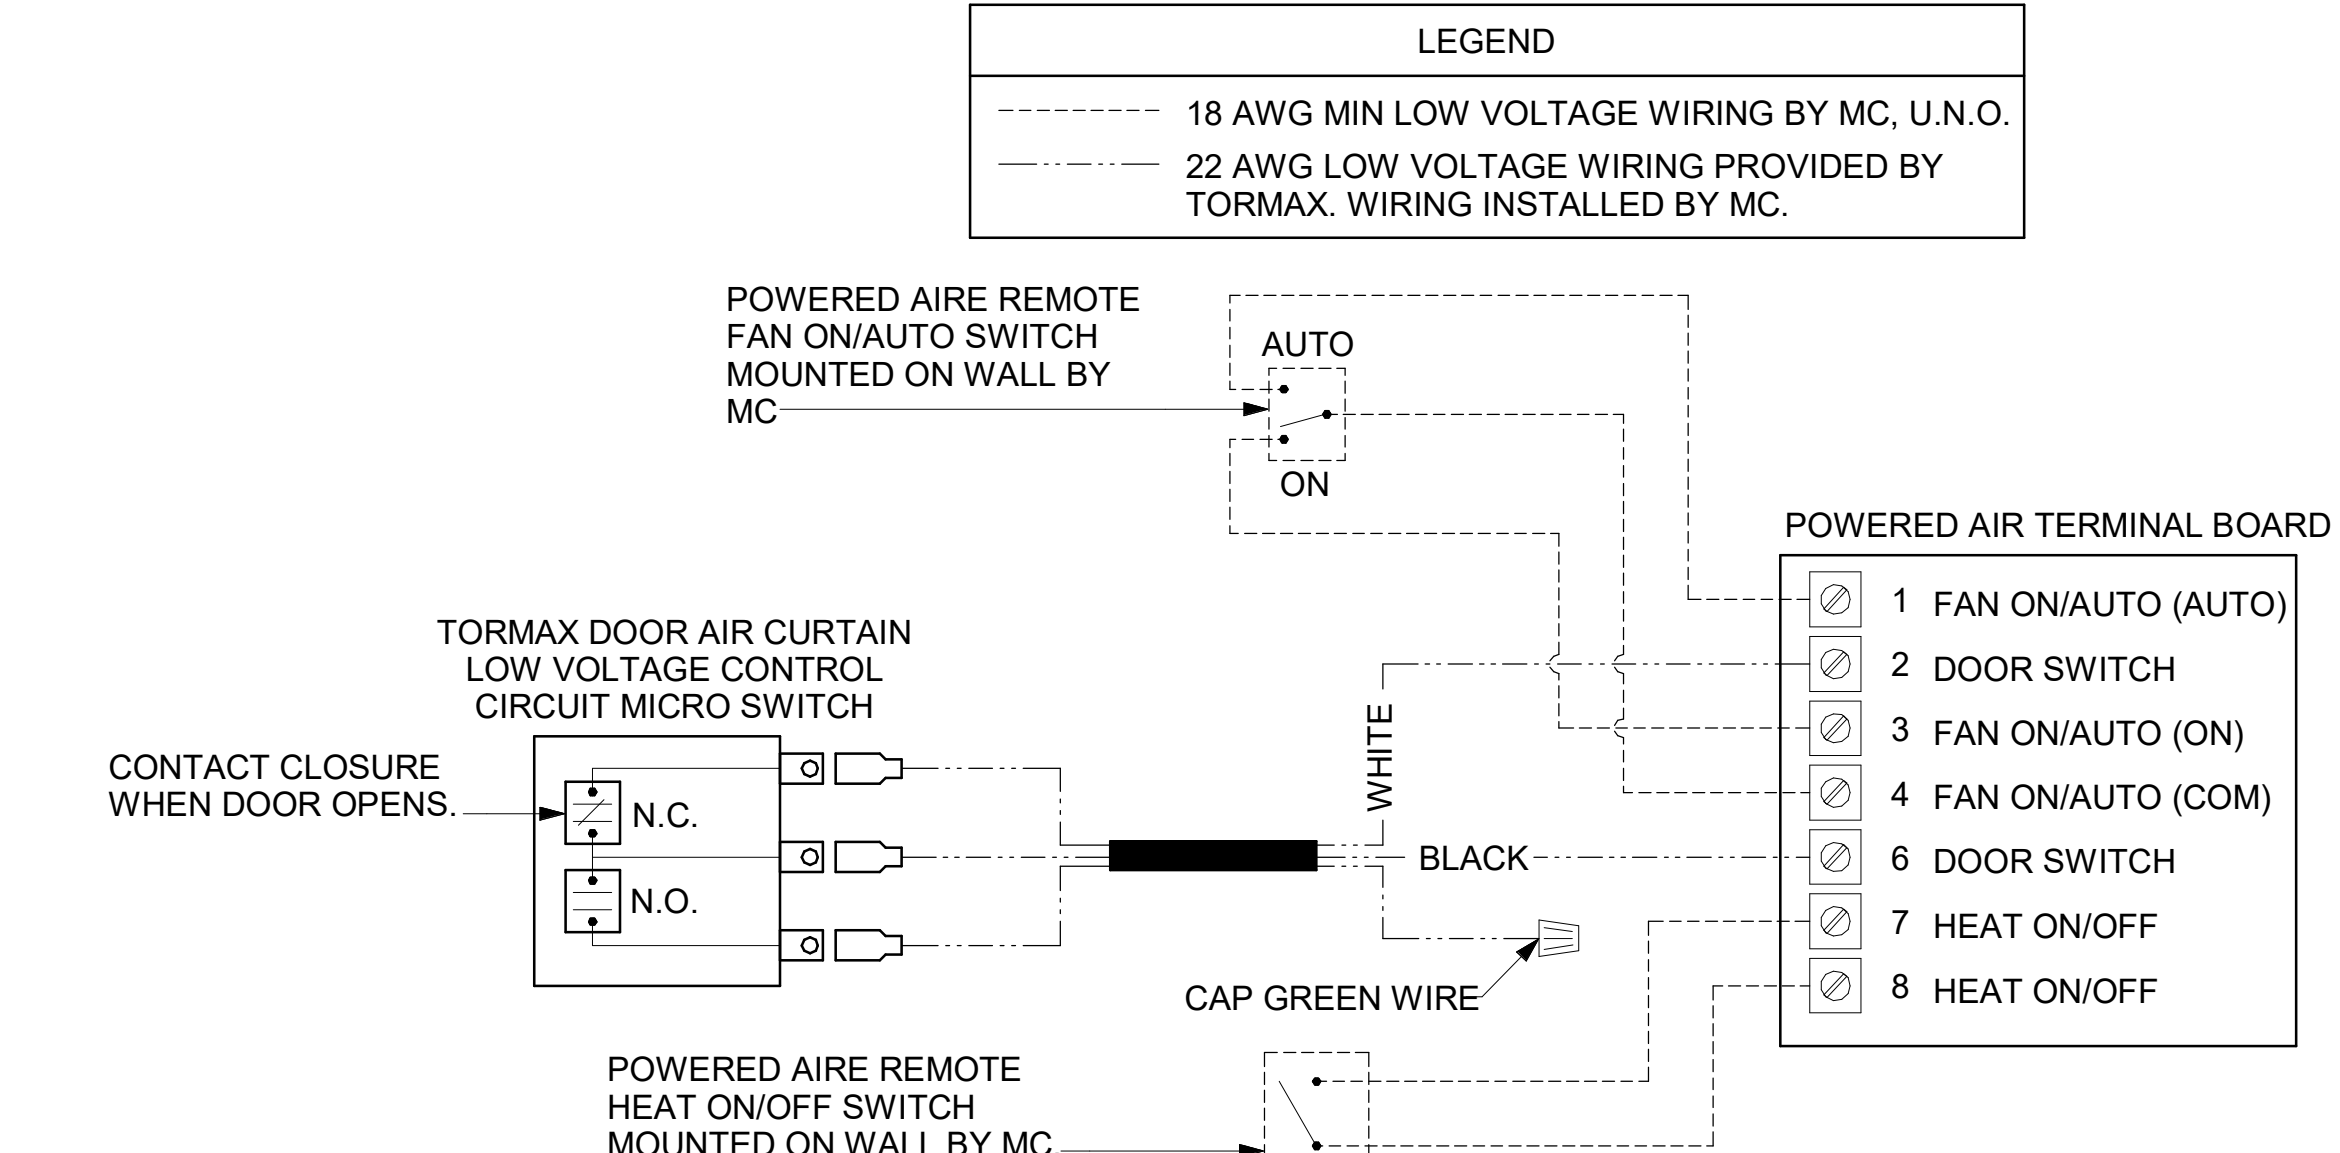 LEGEND
18 AWG MIN LOW VOLTAGE WIRING BY MC, U.N.O.
22 AWG LOW VOLTAGE WIRING PROVIDED BY
TORMAX. WIRING INSTALLED BY MC.
POWERED AIRE REMOTE
FAN ON/AUTO SWITCH
MOUNTED ON WALL BY
MC
AUTO
ON
POWERED AIR TERMINAL BOARD
1 FAN ON/AUTO (AUTO)
2 DOOR SWITCH
3 FAN ON/AUTO (ON)
4 FAN ON/AUTO (COM)
6 DOOR SWITCH
7 HEAT ON/OFF
8 HEAT ON/OFF
TORMAX DOOR AIR CURTAIN
LOW VOLTAGE CONTROL
CIRCUIT MICRO SWITCH
CONTACT CLOSURE
WHEN DOOR OPENS.
N.C.
N.O.
WHITE
BLACK
CAP GREEN WIRE
POWERED AIRE REMOTE
HEAT ON/OFF SWITCH
MOUNTED ON WALL BY MC